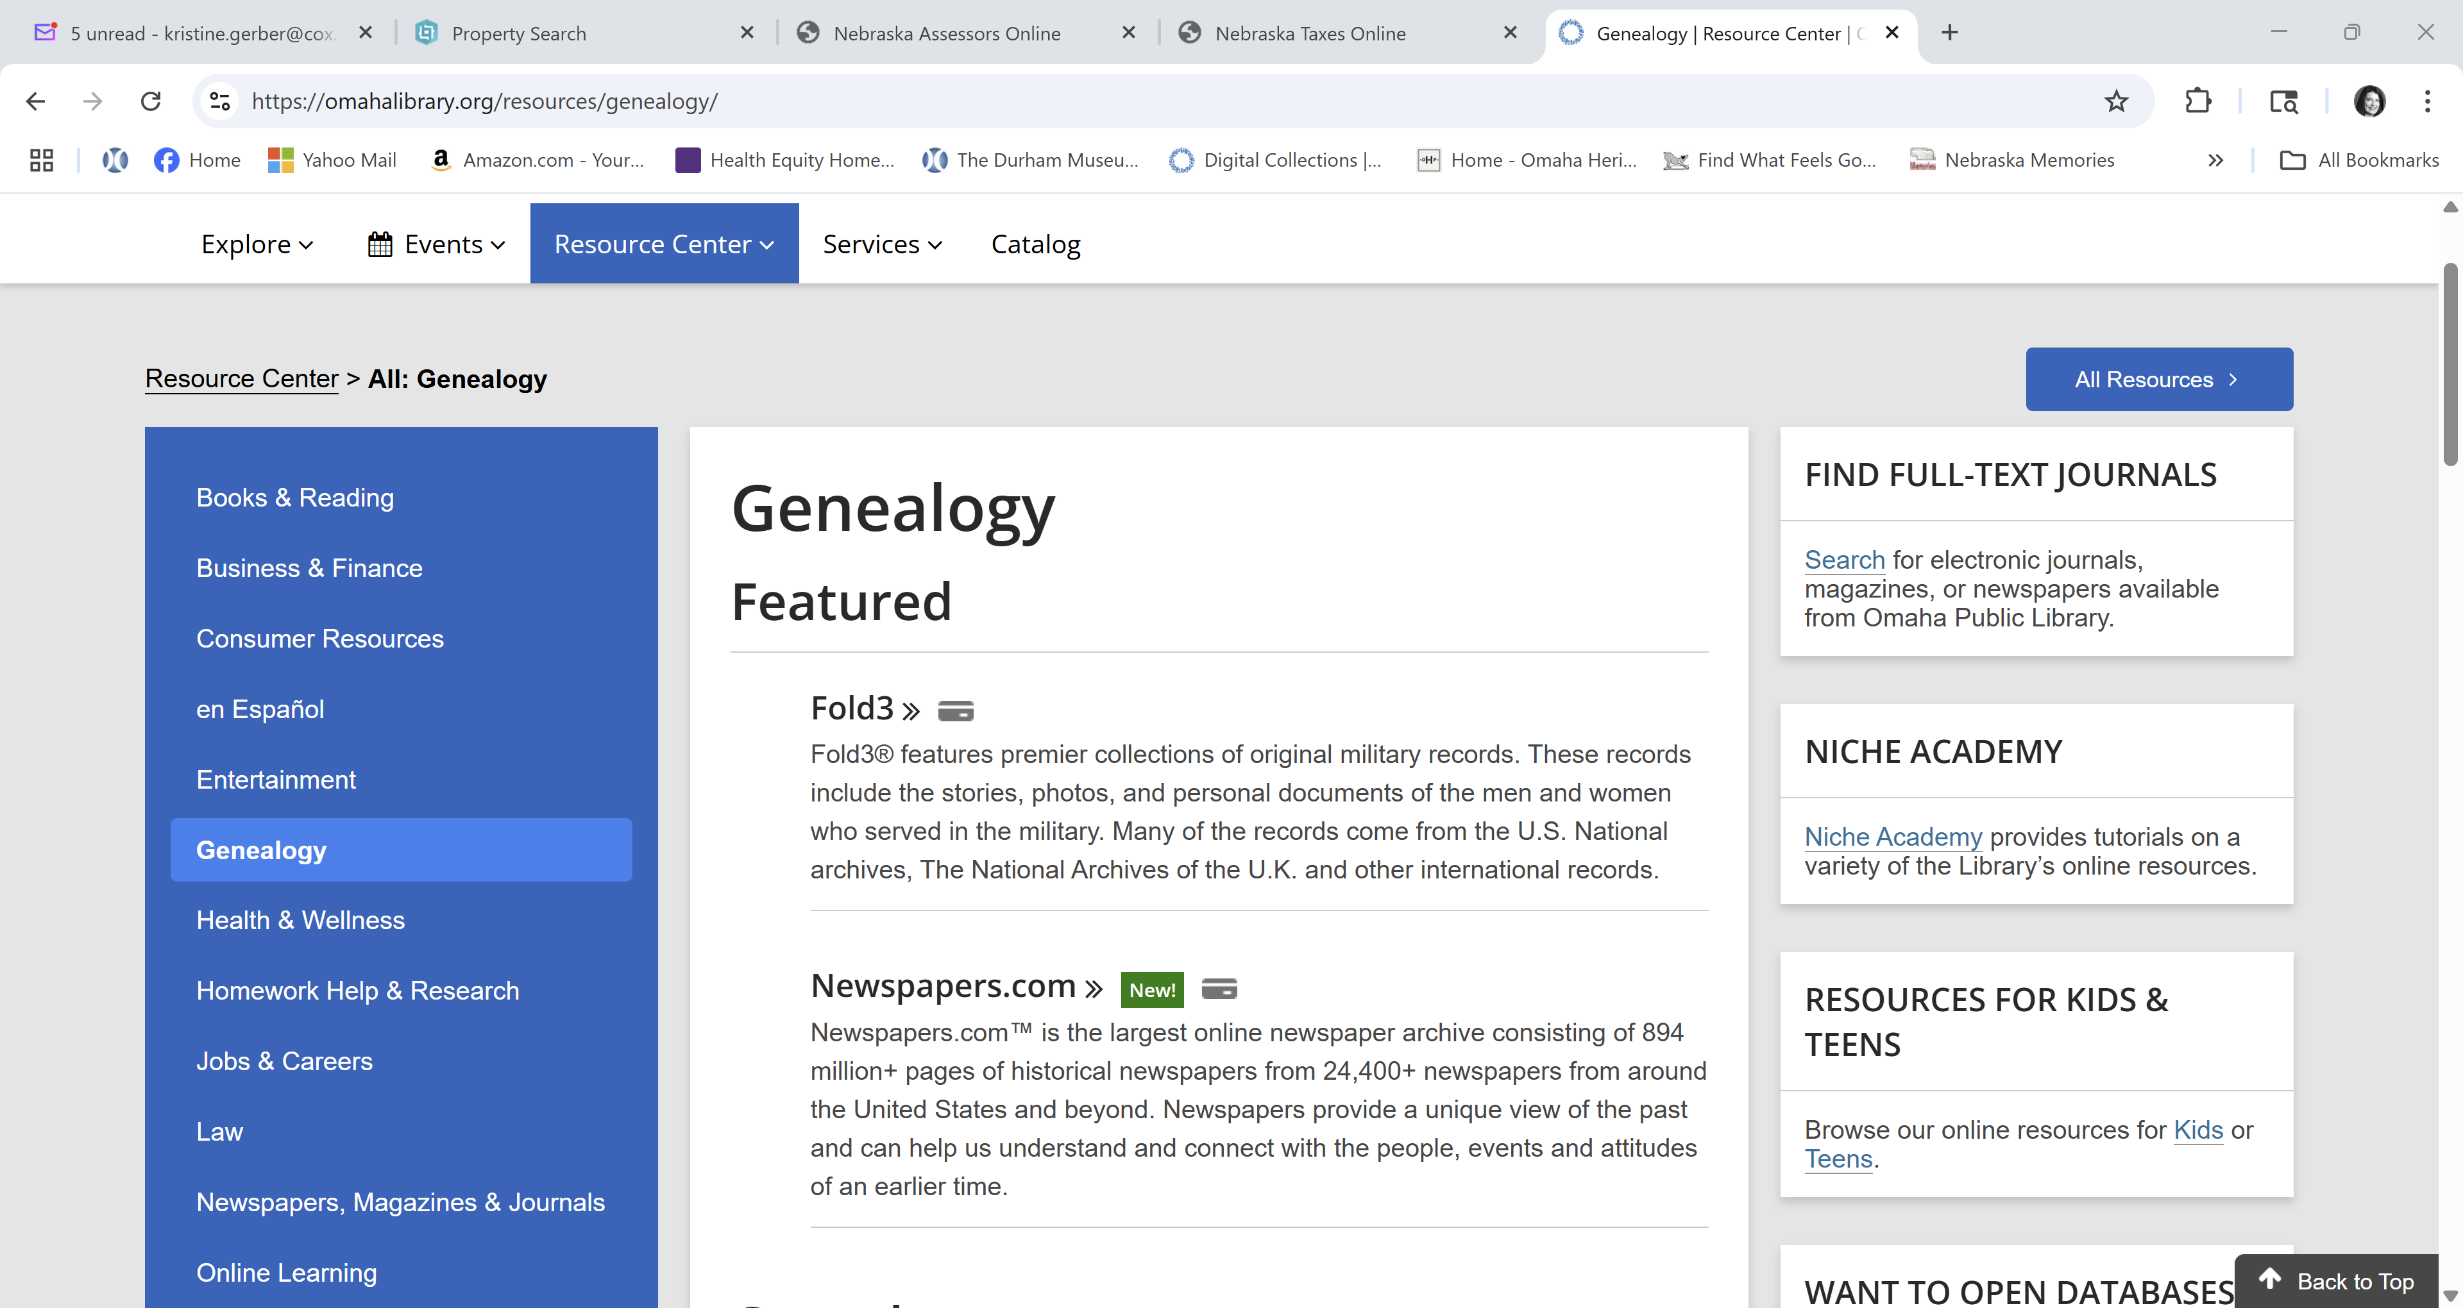 5 unread - kristine.gerber@cox.
Property Search
Nebraska Assessors Online
Nebraska Taxes Online
Genealogy | Resource Center |
https://omahalibrary.org/resources/genealogy/
Home
Yahoo Mail
Amazon.com - Your...
Health Equity Home...
The Durham Museu...
Digital Collections |...
Home - Omaha Heri...
Find What Feels Go...
Nebraska Memories
All Bookmarks
Explore
Events
Resource Center
Services
Catalog
Resource Center > All: Genealogy
All Resources
Books & Reading
Business & Finance
Consumer Resources
en Español
Entertainment
Genealogy
Health & Wellness
Homework Help & Research
Jobs & Careers
Law
Newspapers, Magazines & Journals
Online Learning
Genealogy
Featured
Fold3 »
Fold3® features premier collections of original military records. These records
include the stories, photos, and personal documents of the men and women
who served in the military. Many of the records come from the U.S. National
archives, The National Archives of the U.K. and other international records.
Newspapers.com » New!
Newspapers.com™ is the largest online newspaper archive consisting of 894
million+ pages of historical newspapers from 24,400+ newspapers from around
the United States and beyond. Newspapers provide a unique view of the past
and can help us understand and connect with the people, events and attitudes
of an earlier time.
FIND FULL-TEXT JOURNALS
Search for electronic journals,
magazines, or newspapers available
from Omaha Public Library.
NICHE ACADEMY
Niche Academy provides tutorials on a
variety of the Library’s online resources.
RESOURCES FOR KIDS &
TEENS
Browse our online resources for Kids or
Teens.
WANT TO OPEN DATABASES
Back to Top